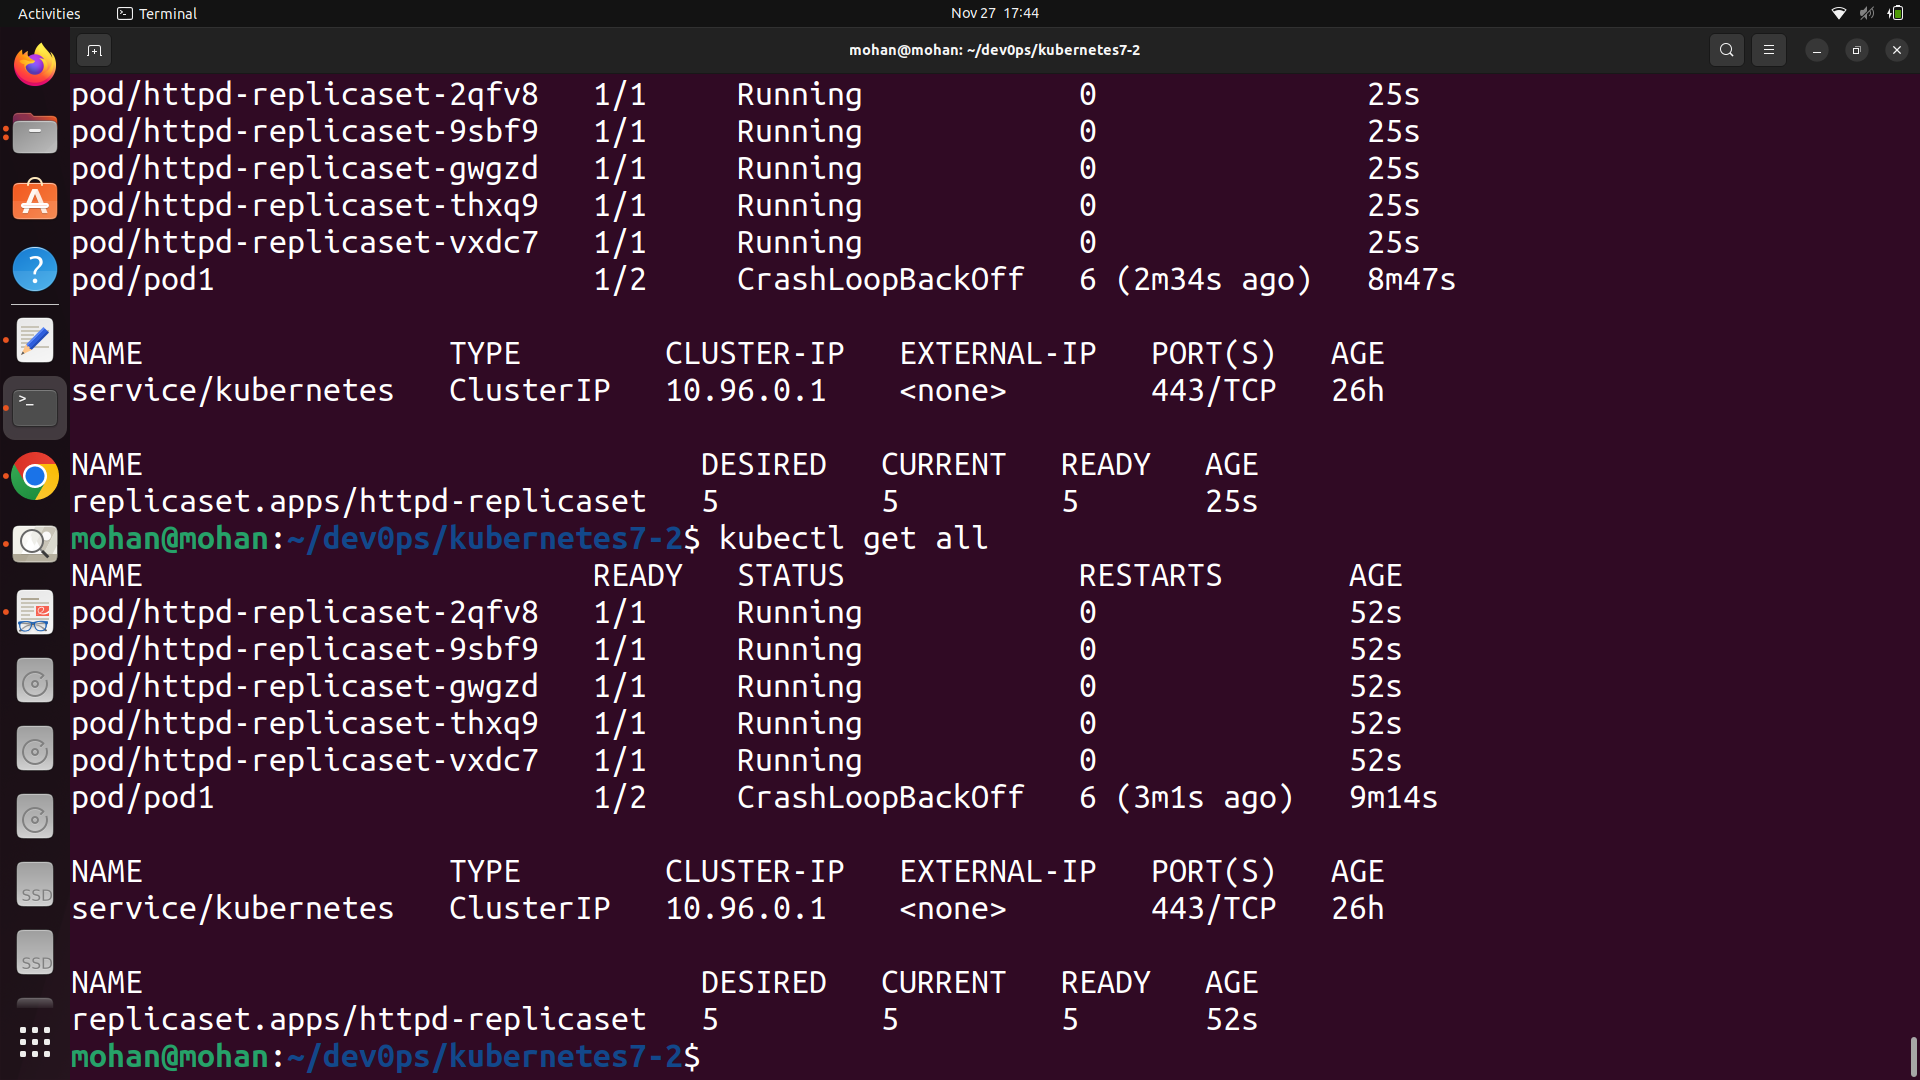 Activities Terminal Nov 27 17:44
mohan@mohan: ~/dev0ps/kubernetes7-2
pod/httpd-replicaset-2qfv8 1/1 Running 0 25s
pod/httpd-replicaset-9sbf9 1/1 Running 0 25s
pod/httpd-replicaset-gwgzd 1/1 Running 0 25s
pod/httpd-replicaset-thxq9 1/1 Running 0 25s
pod/httpd-replicaset-vxdc7 1/1 Running 0 25s
pod/pod1 1/2 CrashLoopBackOff 6 (2m34s ago) 8m47s
NAME TYPE CLUSTER-IP EXTERNAL-IP PORT(S) AGE
service/kubernetes ClusterIP 10.96.0.1 <none> 443/TCP 26h
NAME DESIRED CURRENT READY AGE
replicaset.apps/httpd-replicaset 5 5 5 25s
mohan@mohan:~/dev0ps/kubernetes7-2$ kubectl get all
NAME READY STATUS RESTARTS AGE
pod/httpd-replicaset-2qfv8 1/1 Running 0 52s
pod/httpd-replicaset-9sbf9 1/1 Running 0 52s
pod/httpd-replicaset-gwgzd 1/1 Running 0 52s
pod/httpd-replicaset-thxq9 1/1 Running 0 52s
pod/httpd-replicaset-vxdc7 1/1 Running 0 52s
pod/pod1 1/2 CrashLoopBackOff 6 (3m1s ago) 9m14s
NAME TYPE CLUSTER-IP EXTERNAL-IP PORT(S) AGE
service/kubernetes ClusterIP 10.96.0.1 <none> 443/TCP 26h
NAME DESIRED CURRENT READY AGE
replicaset.apps/httpd-replicaset 5 5 5 52s
mohan@mohan:~/dev0ps/kubernetes7-2$
SSD
SSD